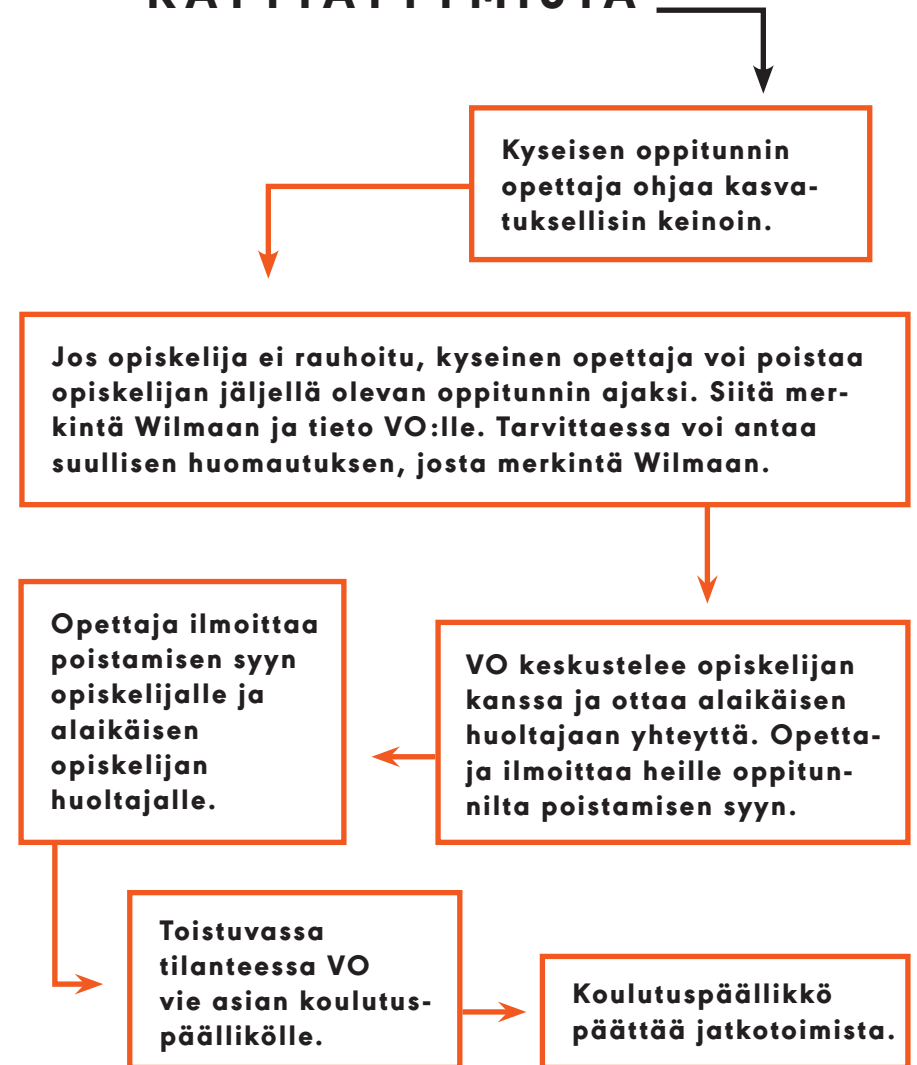 KÄYTTÄYTYMISTÄ
Kyseisen oppitunnin
opettaja ohjaa kasva-
tuksellisin keinoin.
Jos opiskelija ei rauhoitu, kyseinen opettaja voi poistaa
opiskelijan jäljellä olevan oppitunnin ajaksi. Siitä mer-
kintä Wilmaan ja tieto VO:lle. Tarvittaessa voi antaa
suullisen huomautuksen, josta merkintä Wilmaan.
VO keskustelee opiskelijan
kanssa ja ottaa alaikäisen
huoltajaan yhteyttä. Opetta-
ja ilmoittaa heille oppitun-
nilta poistamisen syyn.
Opettaja ilmoittaa
poistamisen syyn
opiskelijalle ja
alaikäisen
opiskelijan
huoltajalle.
Toistuvassa
tilanteessa VO
vie asian koulutus-
päällikölle.
Koulutuspäällikkö
päättää jatkotoimista.